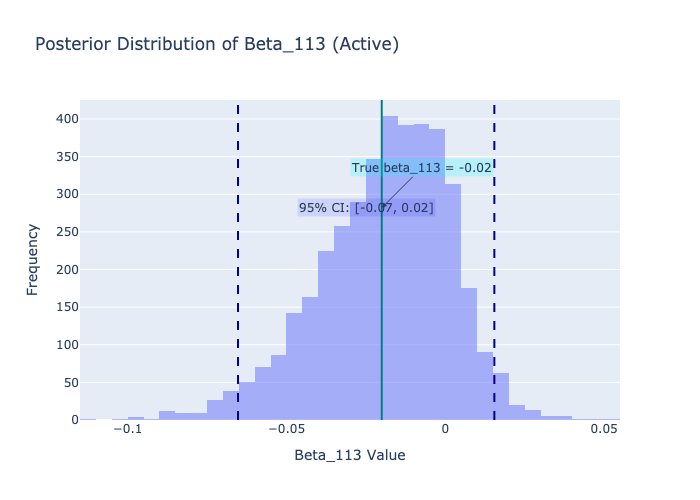 Posterior Distribution of Beta_113 (Active)
400
350
300
250
200
150
100
50
0
Frequency
True beta_113 = -0.02
95% CI: [-0.07, 0.02]
−0.1
−0.05
0
0.05
Beta_113 Value